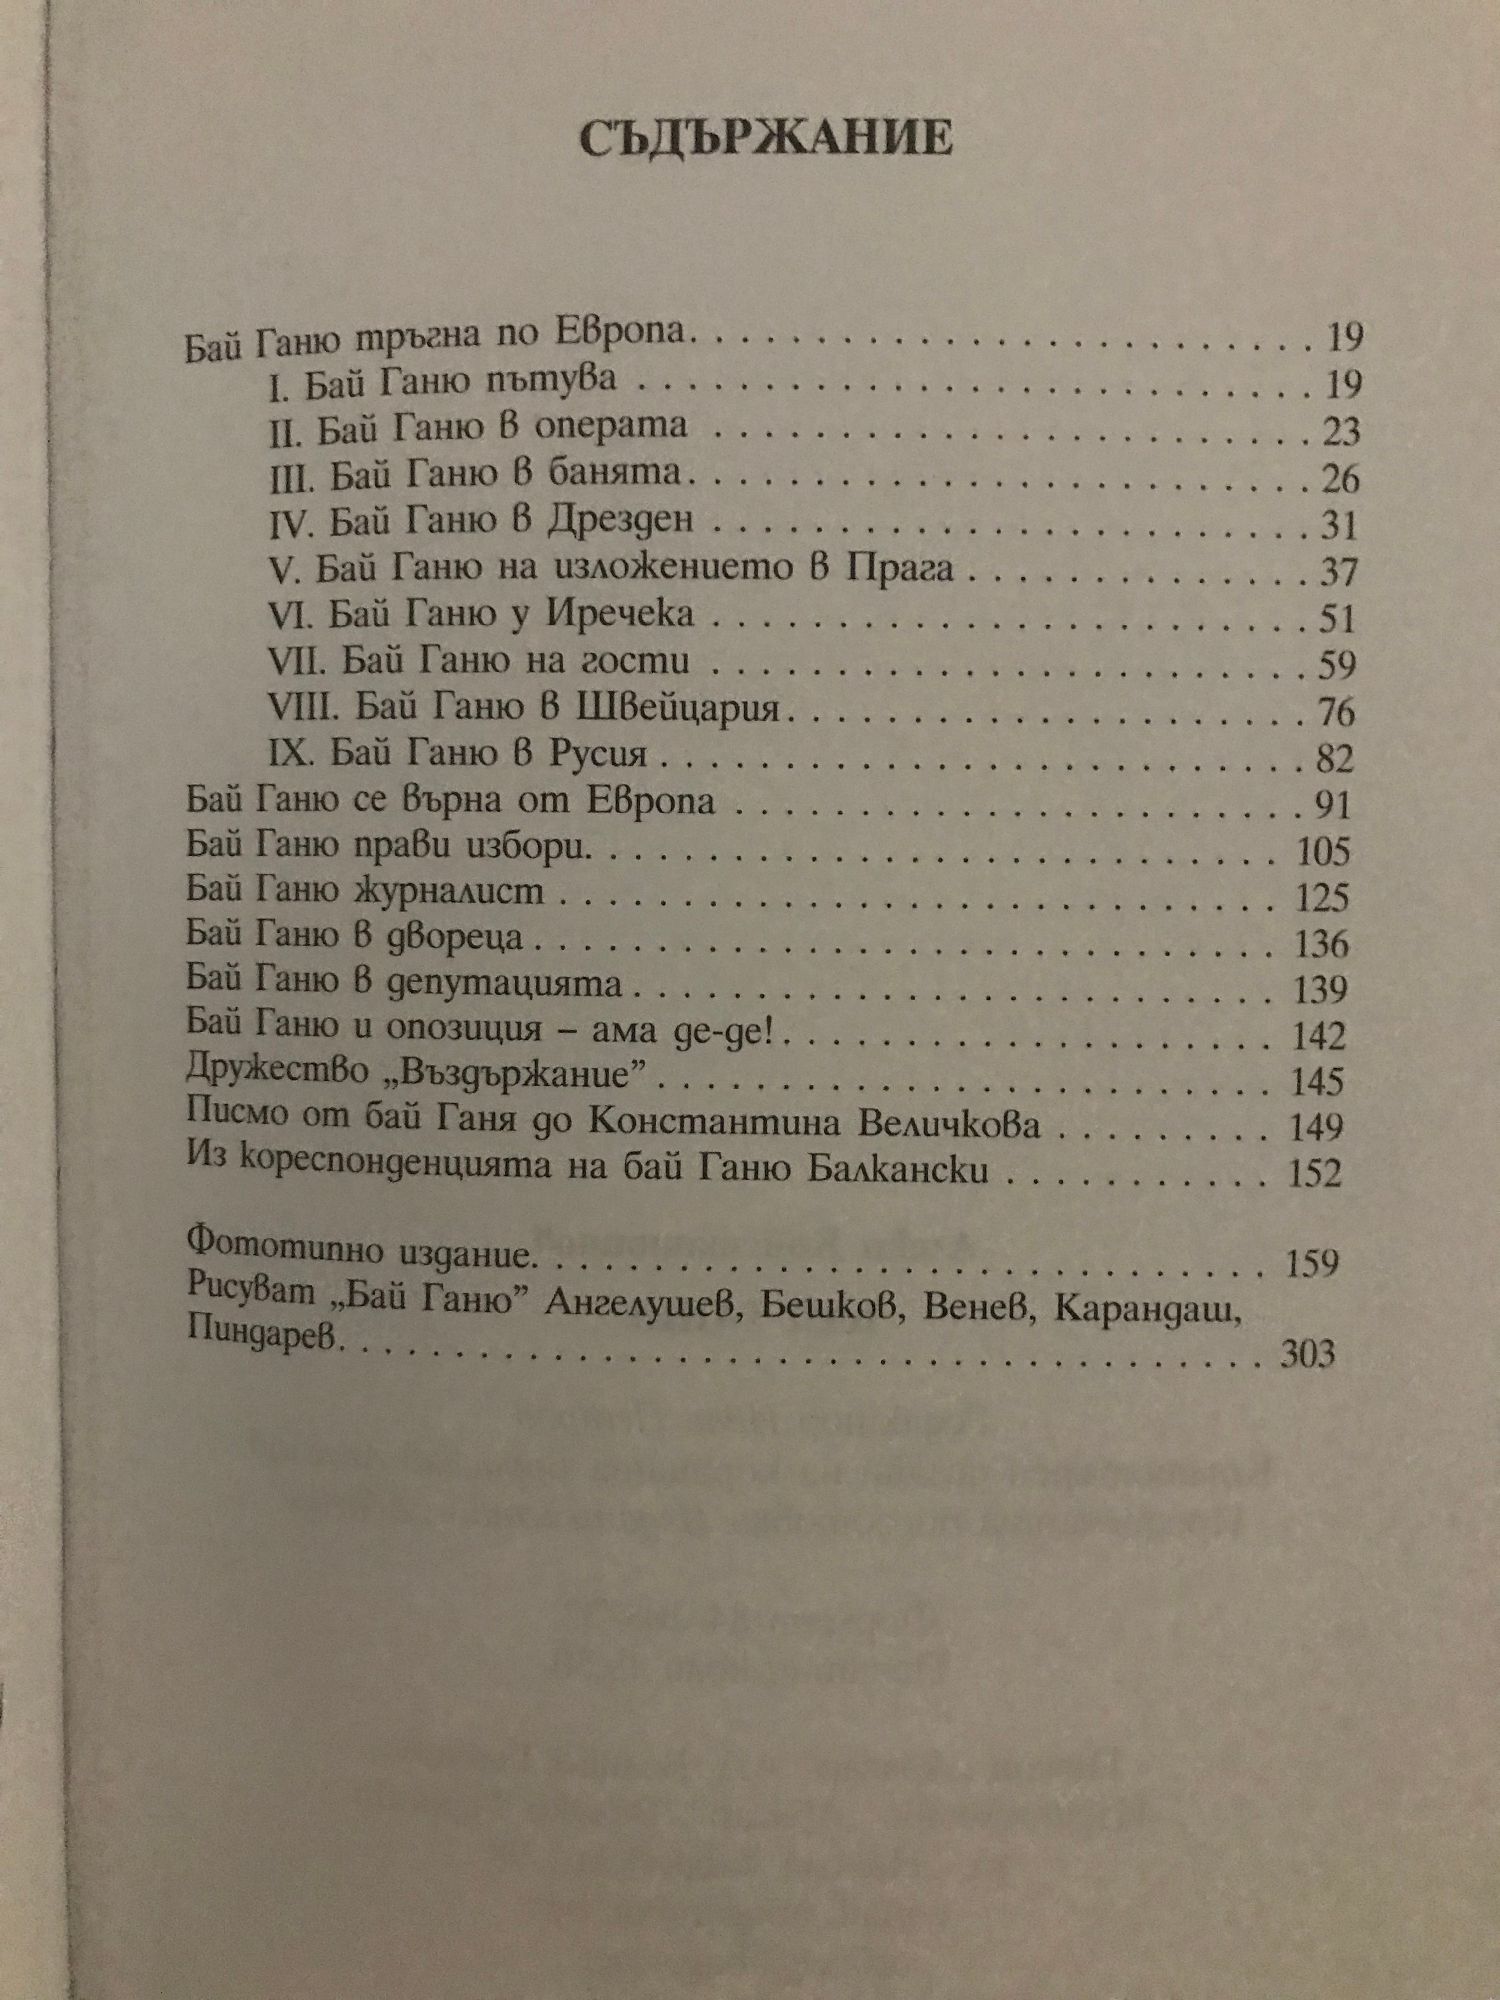 СЪДЪРЖАНИЕ
Бай Ганю тръгна по Европа. . . . . . . . . . . . . . . . . . . . . . . . . 19
I. Бай Ганю пътува . . . . . . . . . . . . . . . . . . . . . . . . . . . 19
II. Бай Ганю в операта . . . . . . . . . . . . . . . . . . . . . . . . 23
III. Бай Ганю в банята. . . . . . . . . . . . . . . . . . . . . . . . . 26
IV. Бай Ганю в Дрезден . . . . . . . . . . . . . . . . . . . . . . . . 31
V. Бай Ганю на изложението в Прага . . . . . . . . . . . . . . 37
VI. Бай Ганю у Иречека . . . . . . . . . . . . . . . . . . . . . . . . 51
VII. Бай Ганю на гости . . . . . . . . . . . . . . . . . . . . . . . . 59
VIII. Бай Ганю в Швейцария. . . . . . . . . . . . . . . . . . . . . 76
IX. Бай Ганю в Русия . . . . . . . . . . . . . . . . . . . . . . . . . . 82
Бай Ганю се върна от Европа . . . . . . . . . . . . . . . . . . . . . . . 91
Бай Ганю прави избори. . . . . . . . . . . . . . . . . . . . . . . . . . . . 105
Бай Ганю журналист . . . . . . . . . . . . . . . . . . . . . . . . . . . . . 125
Бай Ганю в двореца . . . . . . . . . . . . . . . . . . . . . . . . . . . . . . 136
Бай Ганю в депутацията . . . . . . . . . . . . . . . . . . . . . . . . . . 139
Бай Ганю и опозиция – ама де-де!. . . . . . . . . . . . . . . . . . . . 142
Дружество „Въздържание” . . . . . . . . . . . . . . . . . . . . . . . . . 145
Писмо от бай Ганя до Константина Величкова . . . . . . . . . 149
Из кореспонденцията на бай Ганю Балкански . . . . . . . . . . . 152
Фототипно издание. . . . . . . . . . . . . . . . . . . . . . . . . . . . . . 159
Рисуват „Бай Ганю” Ангелушев, Бешков, Венев, Карандаш,
Пиндарев. . . . . . . . . . . . . . . . . . . . . . . . . . . . . . . . . . . . . 303